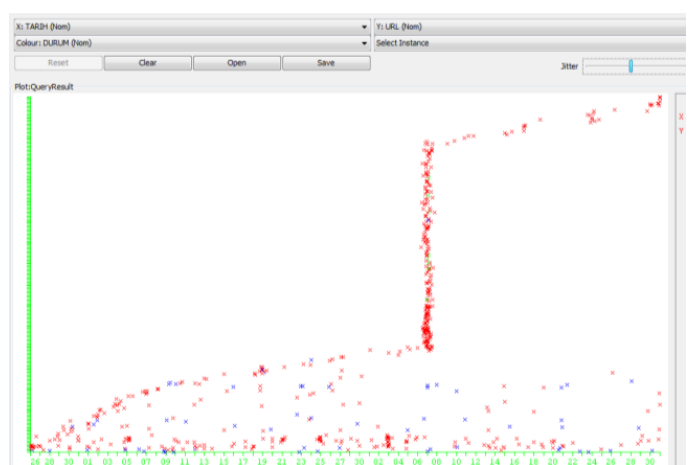 X: TARIH (Nom) Y: URL (Nom)
Colour: DURUM (Nom) Select Instance
Reset Clear Open Save Jitter
Plot:QueryResult
X
Y
26 28 30 01 03 05 07 09 11 13 15 17 19 21 23 25 27 30 02 04 06 08 10 12 14 16 18 20 22 24 26 28 30